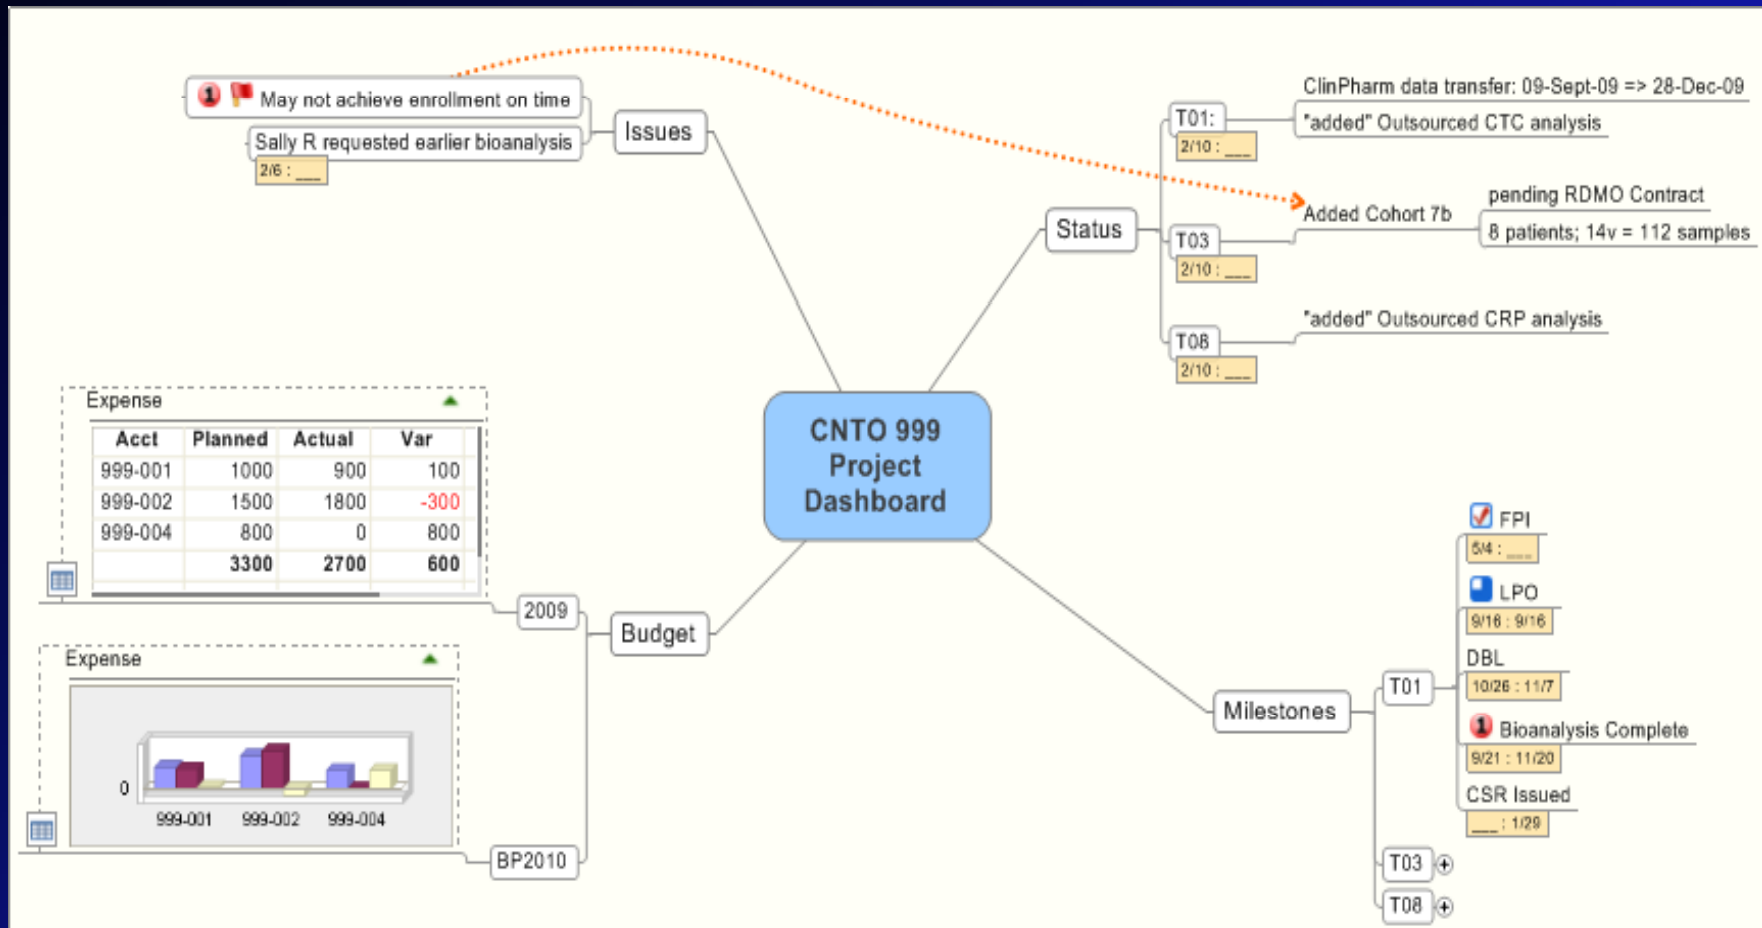 1 May not achieve enrollment on time
Sally R requested earlier bioanalysis
2/6 : ___
Issues
Status
T01:
2/10 : ___
ClinPharm data transfer: 09-Sept-09 => 28-Dec-09
"added" Outsourced CTC analysis
T03
2/10 : ___
Added Cohort 7b
pending RDMO Contract
8 patients; 14v = 112 samples
T08
2/10 : ___
"added" Outsourced CRP analysis
CNTO 999
Project
Dashboard
Expense
Acct Planned Actual Var
999-001 1000 900 100
999-002 1500 1800 -300
999-004 800 0 800
3300 2700 600
2009
Budget
Expense
0
999-001 999-002 999-004
BP2010
Milestones
T01
FPI
5/4 : ___
LPO
9/16 : 9/16
DBL
10/26 : 11/7
1 Bioanalysis Complete
9/21 : 11/20
CSR Issued
___ : 1/29
T03
T08